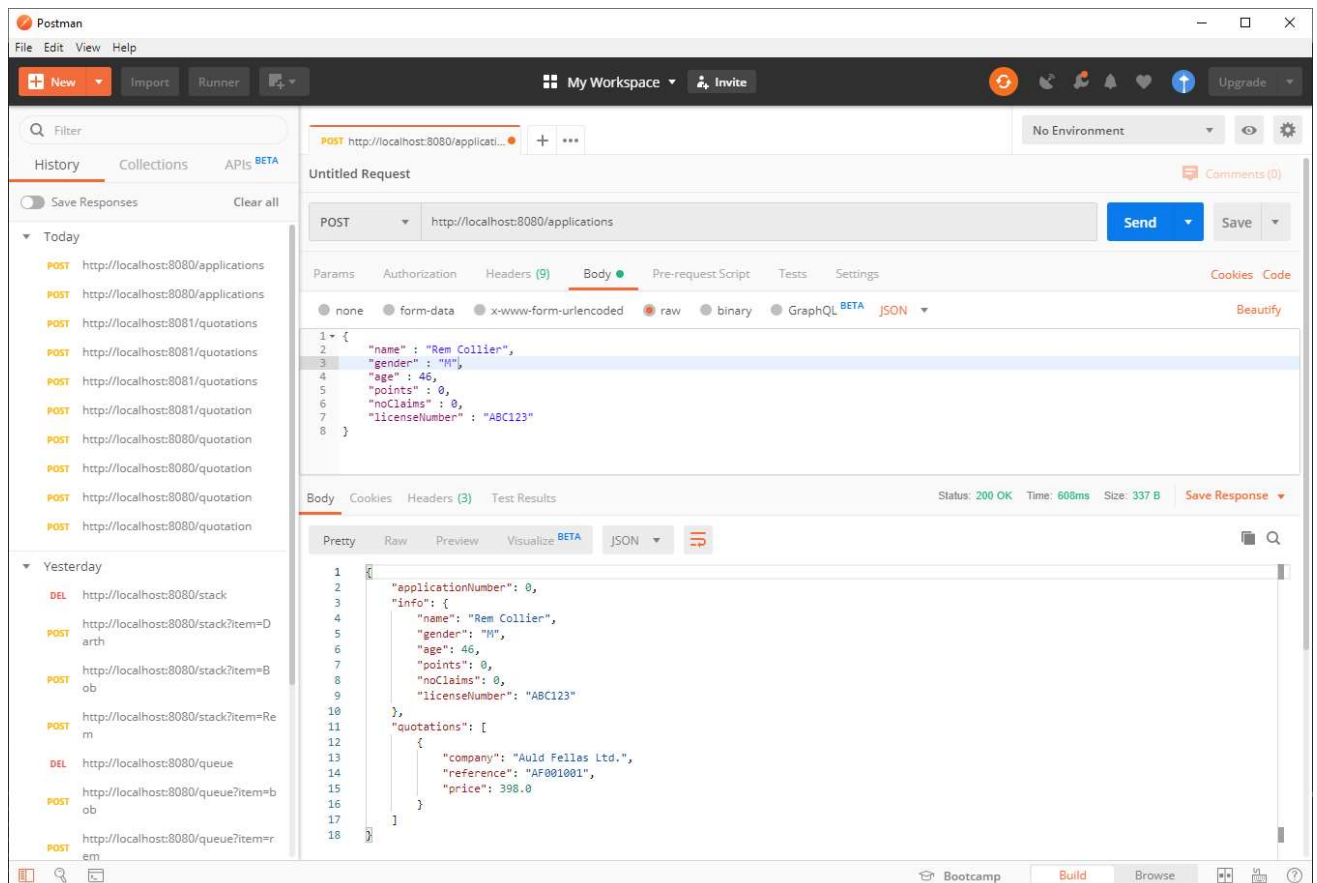 Postman
File Edit View Help
New Import Runner
My Workspace Invite
Upgrade
Filter
History Collections APIs BETA
Save Responses Clear all
Today
POST http://localhost:8080/applications
POST http://localhost:8080/applications
POST http://localhost:8081/quotations
POST http://localhost:8081/quotations
POST http://localhost:8081/quotations
POST http://localhost:8081/quotation
POST http://localhost:8080/quotation
POST http://localhost:8080/quotation
POST http://localhost:8080/quotation
POST http://localhost:8080/quotation
Yesterday
DEL http://localhost:8080/stack
POST http://localhost:8080/stack?item=D
arth
POST http://localhost:8080/stack?item=B
ob
POST http://localhost:8080/stack?item=Re
m
DEL http://localhost:8080/queue
POST http://localhost:8080/queue?item=b
ob
POST http://localhost:8080/queue?item=r
em
POST http://localhost:8080/applicati...
No Environment
Untitled Request
Comments (0)
POST http://localhost:8080/applications
Send Save
Params Authorization Headers (9) Body Pre-request Script Tests Settings
Cookies Code
none form-data x-www-form-urlencoded raw binary GraphQL BETA JSON
Beautify
1 {
2 "name" : "Rem Collier",
3 "gender" : "M",
4 "age" : 46,
5 "points" : 0,
6 "noClaims" : 0,
7 "licenseNumber" : "ABC123"
8 }
Body Cookies Headers (3) Test Results
Status: 200 OK Time: 608ms Size: 337 B Save Response
Pretty Raw Preview Visualize BETA JSON
1 {
2 "applicationNumber": 0,
3 "info": {
4 "name": "Rem Collier",
5 "gender": "M",
6 "age": 46,
7 "points": 0,
8 "noClaims": 0,
9 "licenseNumber": "ABC123"
10 },
11 "quotations": [
12 {
13 "company": "Auld Fellas Ltd.",
14 "reference": "AF001001",
15 "price": 398.0
16 }
17 ]
18 }
Bootcamp Build Browse